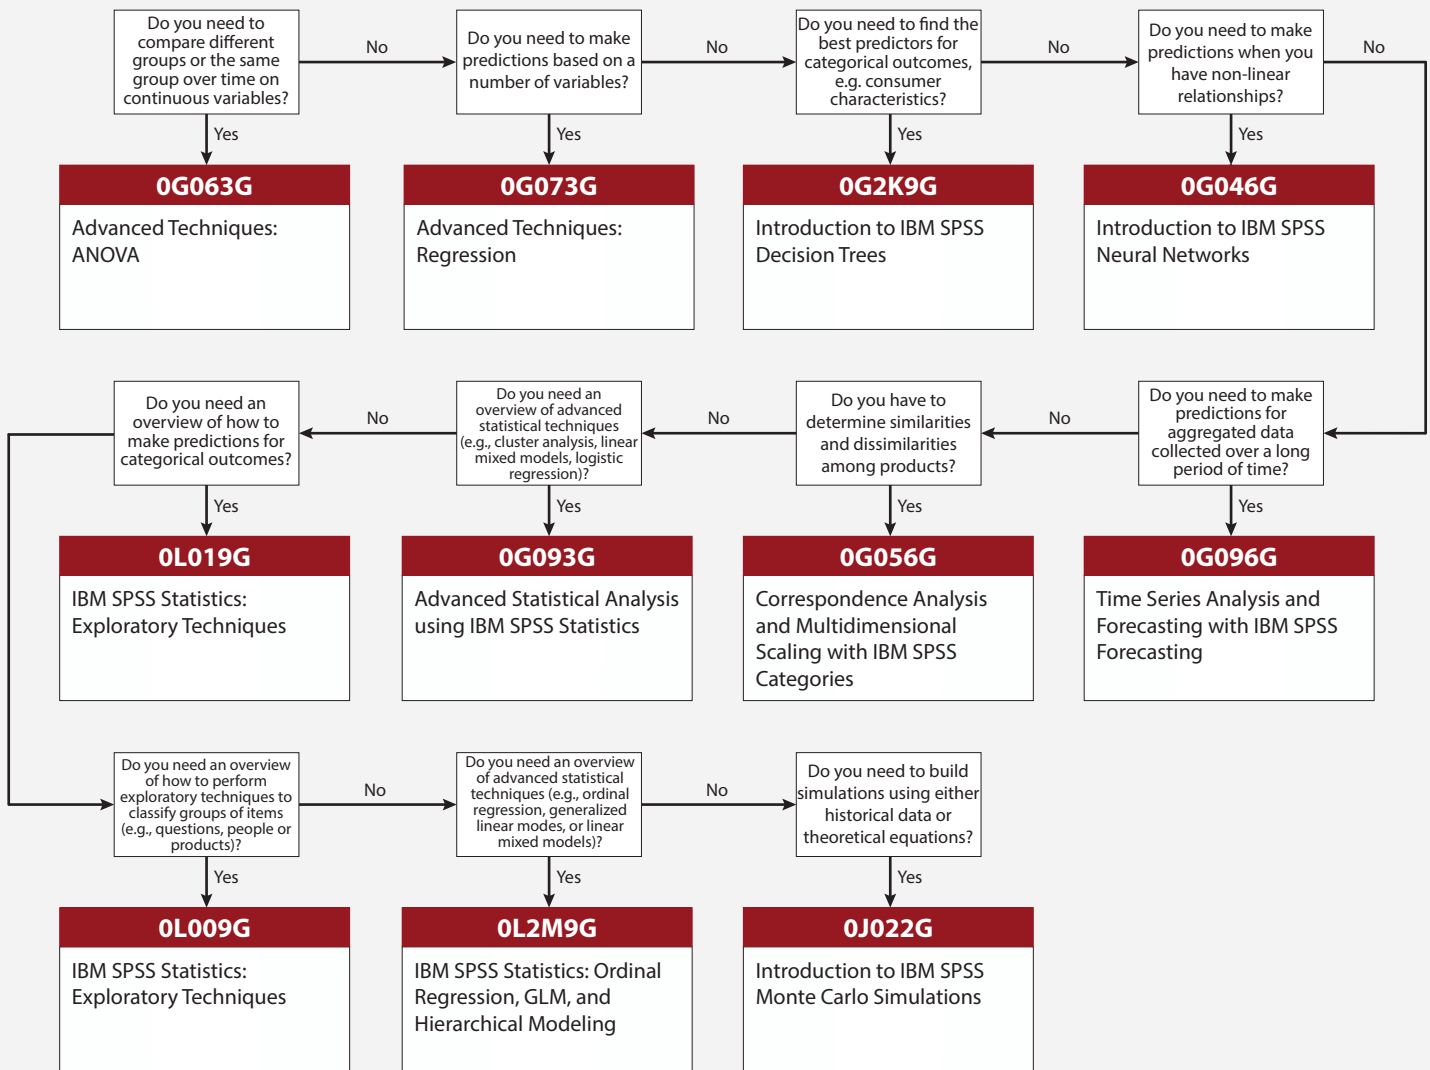 Do you need to
compare different
groups or the same
group over time on
continuous variables?
No
Do you need to make
predictions based on a
number of variables?
No
Do you need to find the
best predictors for
categorical outcomes,
e.g. consumer
characteristics?
No
Do you need to make
predictions when you
have non-linear
relationships?
No
Yes
Yes
Yes
Yes
0G063G
Advanced Techniques:
ANOVA
0G073G
Advanced Techniques:
Regression
0G2K9G
Introduction to IBM SPSS
Decision Trees
0G046G
Introduction to IBM SPSS
Neural Networks
Do you need an
overview of how to
make predictions for
categorical outcomes?
No
Do you need an
overview of advanced
statistical techniques
(e.g., cluster analysis, linear
mixed models, logistic
regression)?
No
Do you have to
determine similarities
and dissimilarities
among products?
No
Do you need to make
predictions for
aggregated data
collected over a long
period of time?
Yes
Yes
Yes
Yes
0L019G
IBM SPSS Statistics:
Exploratory Techniques
0G093G
Advanced Statistical Analysis
using IBM SPSS Statistics
0G056G
Correspondence Analysis
and Multidimensional
Scaling with IBM SPSS
Categories
0G096G
Time Series Analysis and
Forecasting with IBM SPSS
Forecasting
Do you need an overview
of how to perform
exploratory techniques to
classify groups of items
(e.g., questions, people or
products)?
No
Do you need an overview
of advanced statistical
techniques (e.g., ordinal
regression, generalized
linear modes, or linear
mixed models)?
No
Do you need to build
simulations using either
historical data or
theoretical equations?
Yes
Yes
Yes
0L009G
IBM SPSS Statistics:
Exploratory Techniques
0L2M9G
IBM SPSS Statistics: Ordinal
Regression, GLM, and
Hierarchical Modeling
0J022G
Introduction to IBM SPSS
Monte Carlo Simulations